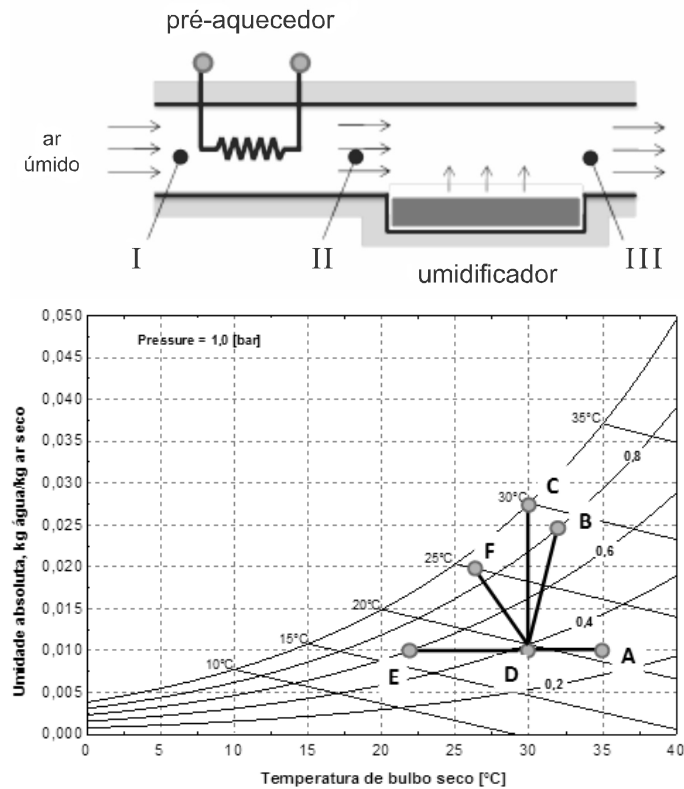 pré-aquecedor
ar
úmido
I
II
III
umidificador
0,050
0,045
0,040
0,035
0,030
0,025
0,020
0,015
0,010
0,005
0,000
Umidade absoluta, kg água/kg ar seco
Pressure = 1,0 [bar]
35°C
0,8
30°C
C
B
0,6
25°C
F
20°C
0,4
15°C
E
D
A
10°C
0,2
0
5
10
15
20
25
30
35
40
Temperatura de bulbo seco [°C]